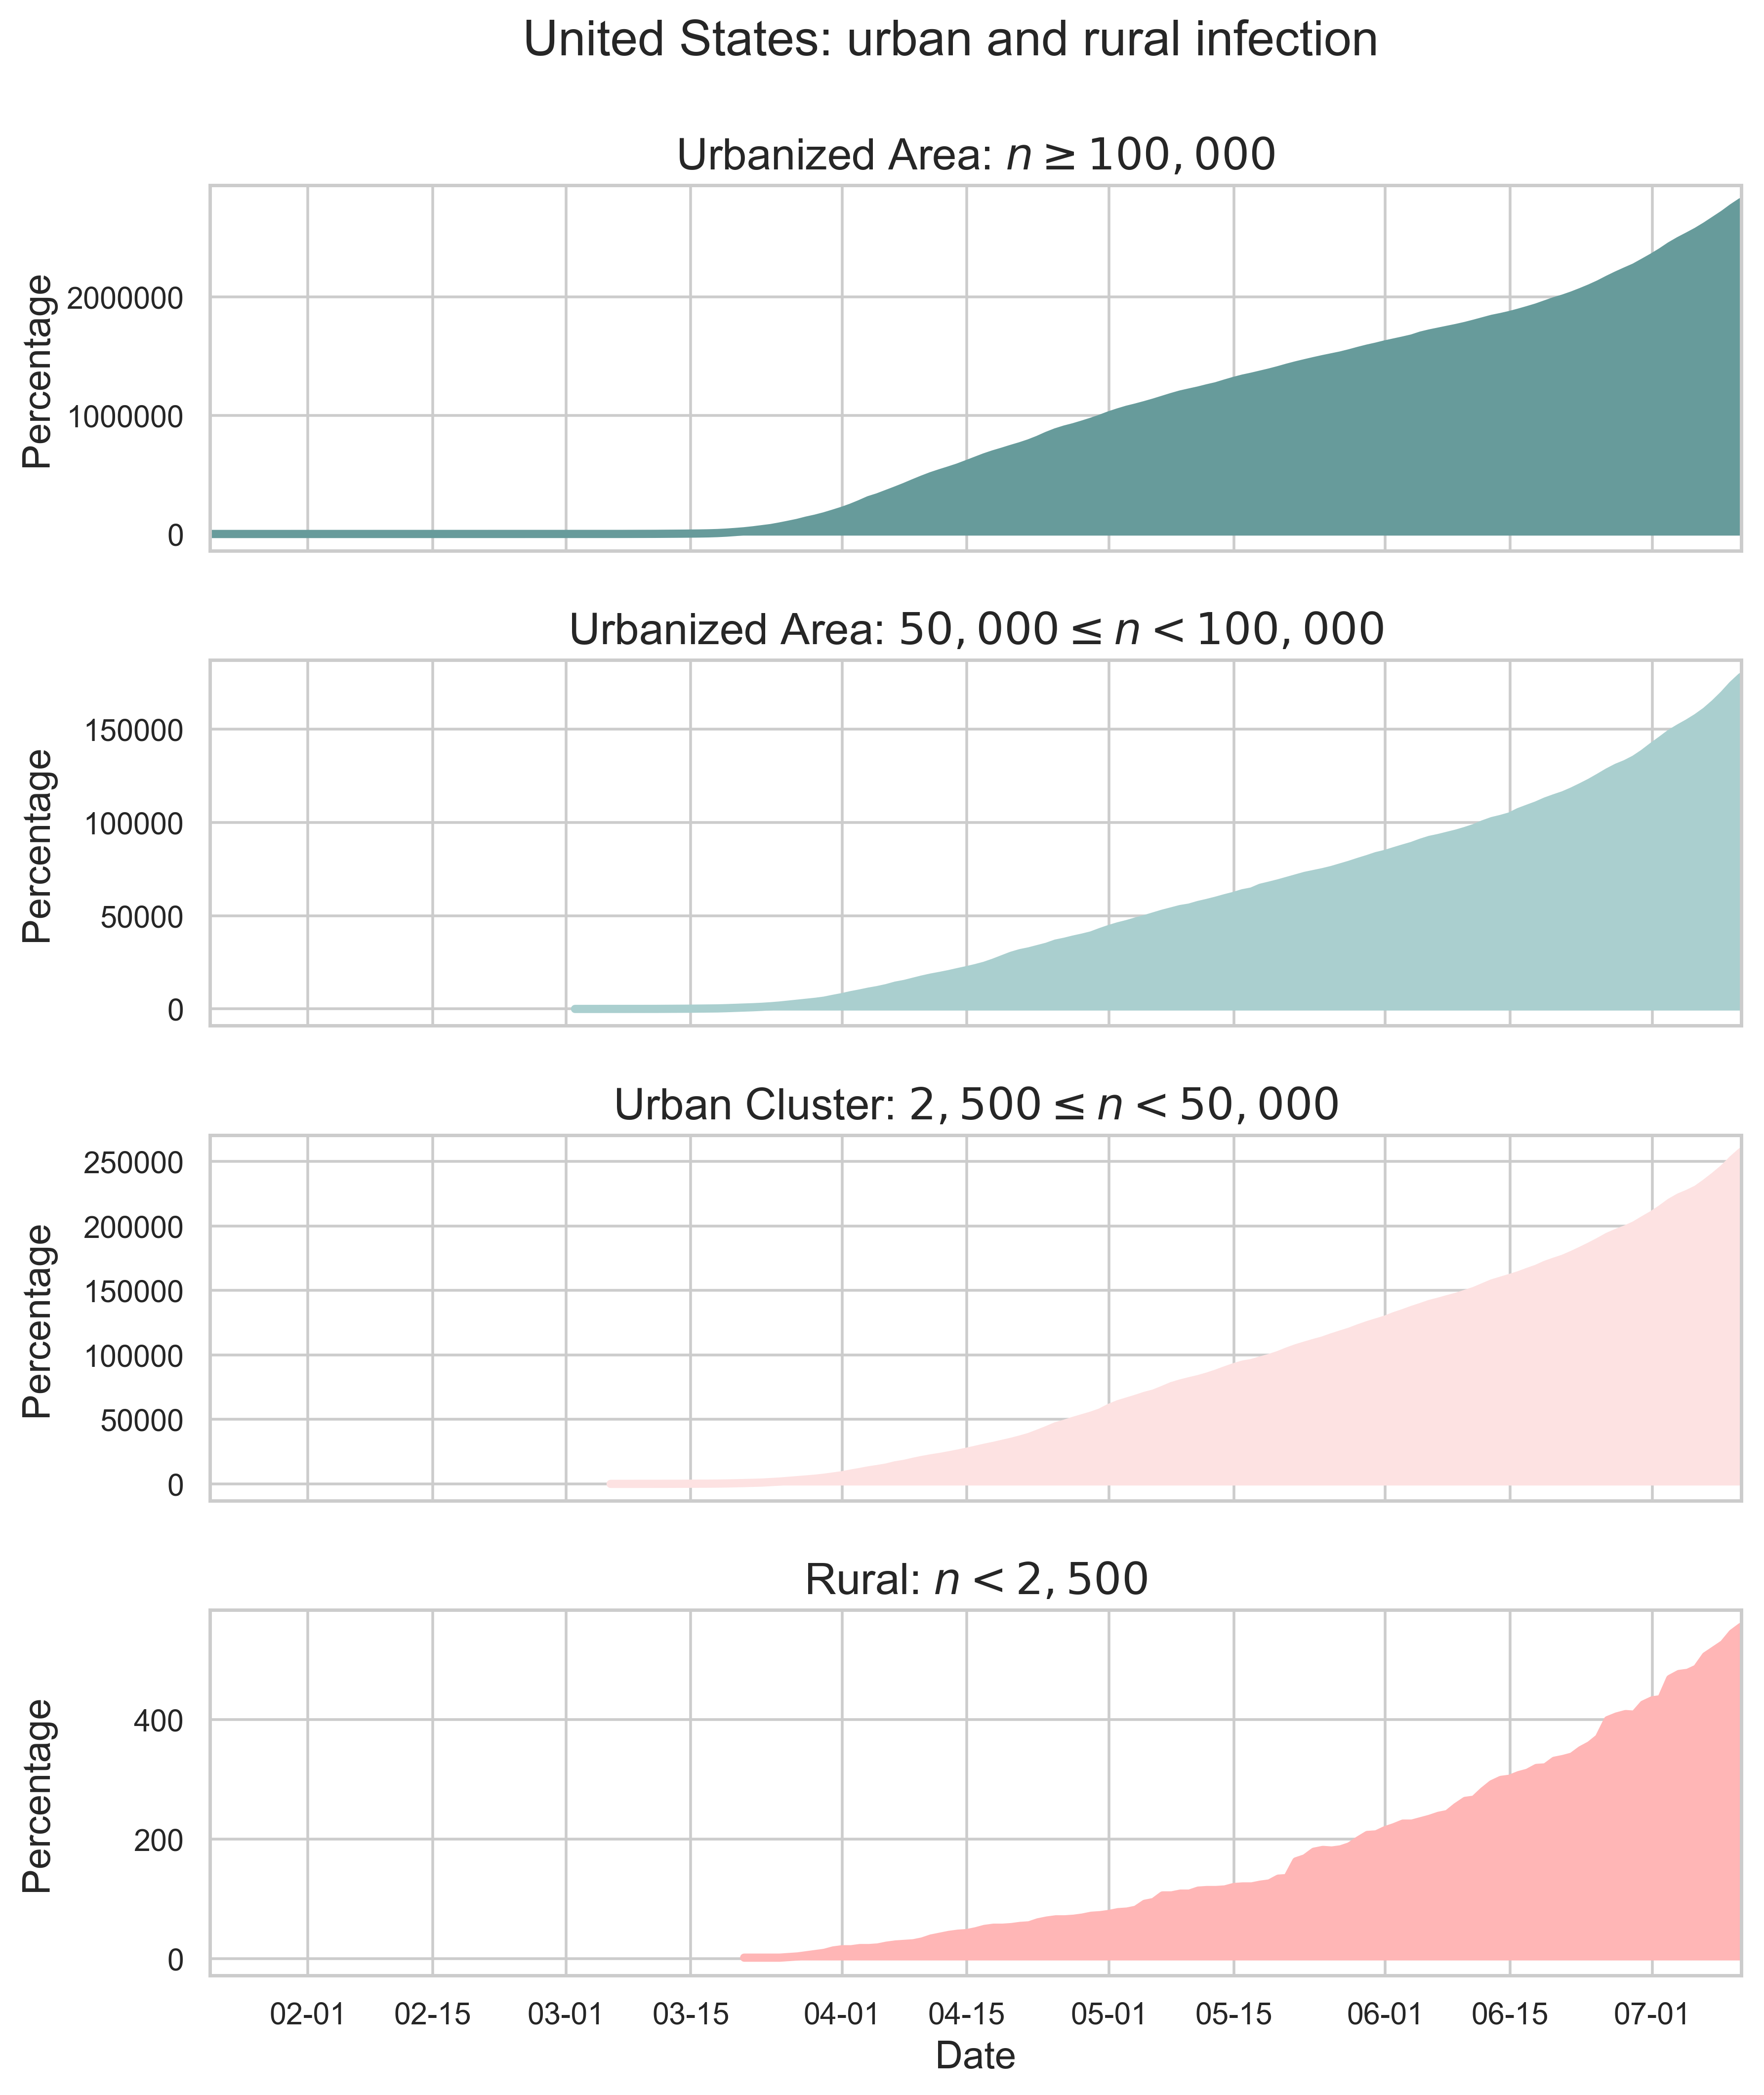 United States: urban and rural infection
Urbanized Area: n ≥ 100,000
Percentage
2000000
1000000
0
Urbanized Area: 50,000 ≤ n < 100,000
Percentage
150000
100000
50000
0
Urban Cluster: 2,500 ≤ n < 50,000
Percentage
250000
200000
150000
100000
50000
0
Rural: n < 2,500
Percentage
400
200
0
02-01 02-15 03-01 03-15 04-01 04-15 05-01 05-15 06-01 06-15 07-01
Date